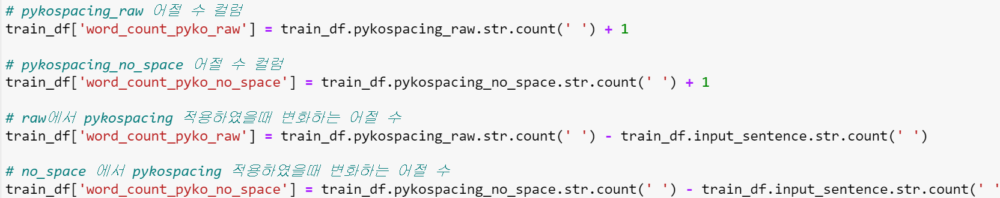 # pykospacing_raw 어절 수 컬럼
train_df['word_count_pyko_raw'] = train_df.pykospacing_raw.str.count(' ') + 1
# pykospacing_no_space 어절 수 컬럼
train_df['word_count_pyko_no_space'] = train_df.pykospacing_no_space.str.count(' ') + 1
# raw에서 pykospacing 적용하였을때 변화하는 어절 수
train_df['word_count_pyko_raw'] = train_df.pykospacing_raw.str.count(' ') - train_df.input_sentence.str.count(' ')
# no_space 에서 pykospacing 적용하였을때 변화하는 어절 수
train_df['word_count_pyko_no_space'] = train_df.pykospacing_no_space.str.count(' ') - train_df.input_sentence.str.count(' '